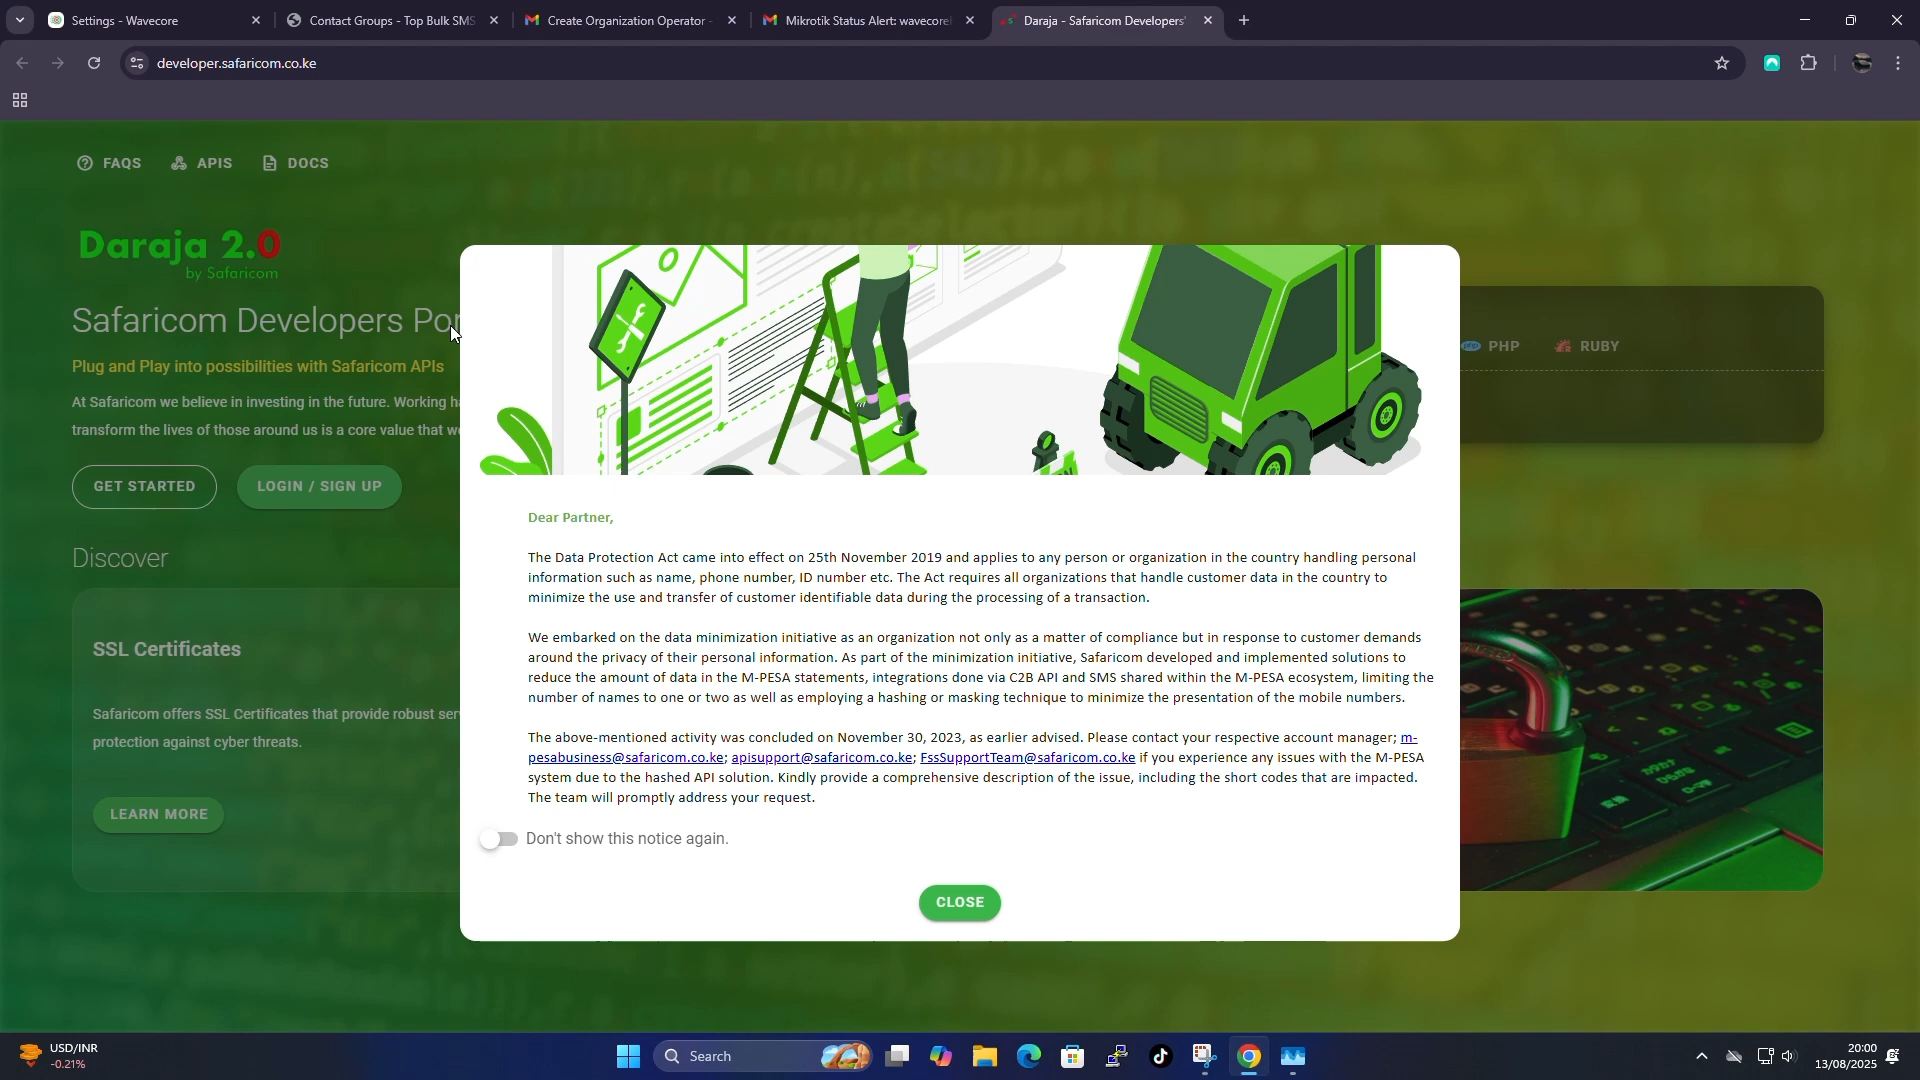 Settings - Wavecore
Contact Groups - Top Bulk SMS
Create Organization Operator -
Mikrotik Status Alert: wavecore
Daraja - Safaricom Developers'
developer.safaricom.co.ke
FAQS
APIS
DOCS
Daraja 2.0
by Safaricom
Safaricom Developers Por
Plug and Play into possibilities with Safaricom APIs
At Safaricom we believe in investing in the future. Working ha
transform the lives of those around us is a core value that we
GET STARTED
LOGIN / SIGN UP
PHP
RUBY
Discover
SSL Certificates
Safaricom offers SSL Certificates that provide robust ser
protection against cyber threats.
LEARN MORE
Dear Partner,
The Data Protection Act came into effect on 25th November 2019 and applies to any person or organization in the country handling personal
information such as name, phone number, ID number etc. The Act requires all organizations that handle customer data in the country to
minimize the use and transfer of customer identifiable data during the processing of a transaction.
We embarked on the data minimization initiative as an organization not only as a matter of compliance but in response to customer demands
around the privacy of their personal information. As part of the minimization initiative, Safaricom developed and implemented solutions to
reduce the amount of data in the M-PESA statements, integrations done via C2B API and SMS shared within the M-PESA ecosystem, limiting the
number of names to one or two as well as employing a hashing or masking technique to minimize the presentation of the mobile numbers.
The above-mentioned activity was concluded on November 30, 2023, as earlier advised. Please contact your respective account manager; m-
pesabusiness@safaricom.co.ke; apisupport@safaricom.co.ke; FssSupportTeam@safaricom.co.ke if you experience any issues with the M-PESA
system due to the hashed API solution. Kindly provide a comprehensive description of the issue, including the short codes that are impacted.
The team will promptly address your request.
Don't show this notice again.
CLOSE
USD/INR
-0.21%
Search
20:00
13/08/2025